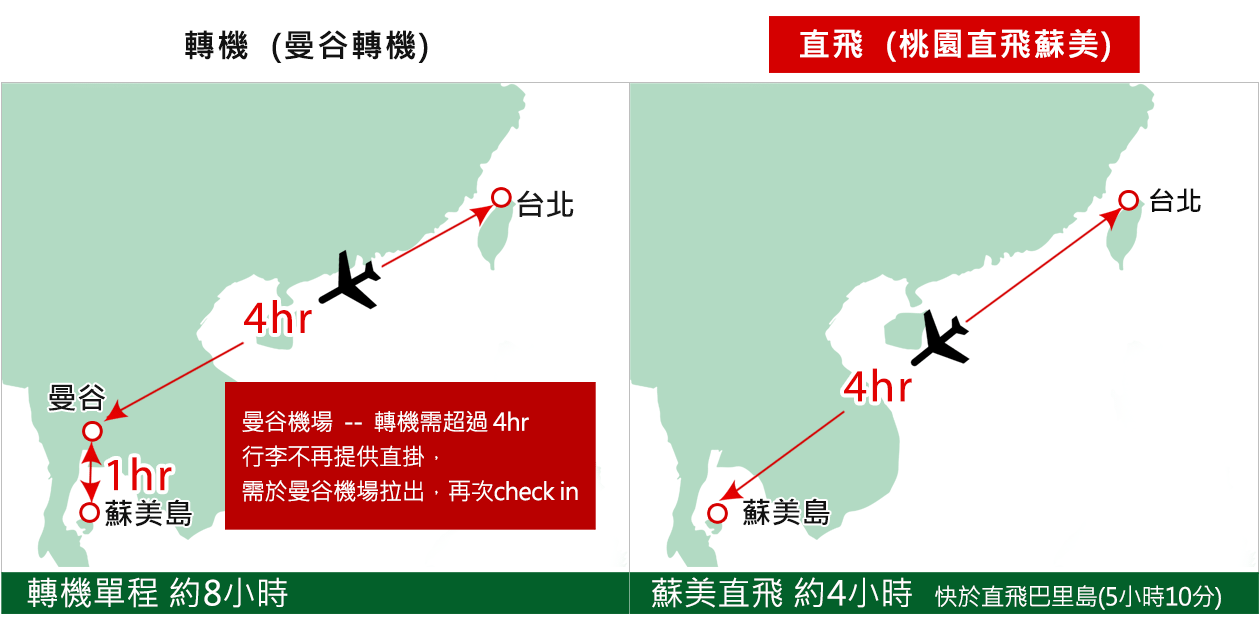 轉機 (曼谷轉機)
直飛 (桃園直飛蘇美)
台北
4hr
曼谷
1hr
蘇美島
曼谷機場 -- 轉機需超過 4hr
行李不再提供直掛，
需於曼谷機場拉出，再次check in
轉機單程 約8小時
台北
4hr
蘇美島
蘇美直飛 約4小時 快於直飛巴里島(5小時10分)